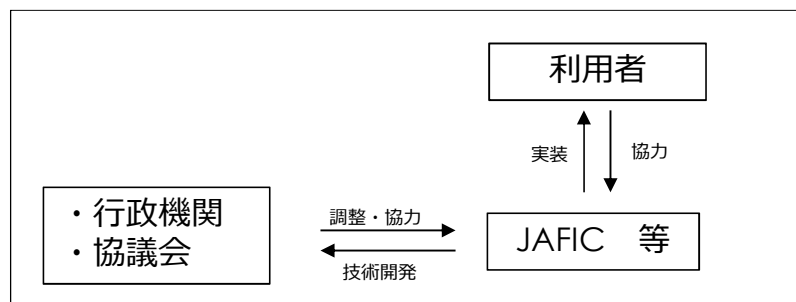 利用者
実装
協力
・行政機関
・協議会
調整・協力
技術開発
JAFIC 等